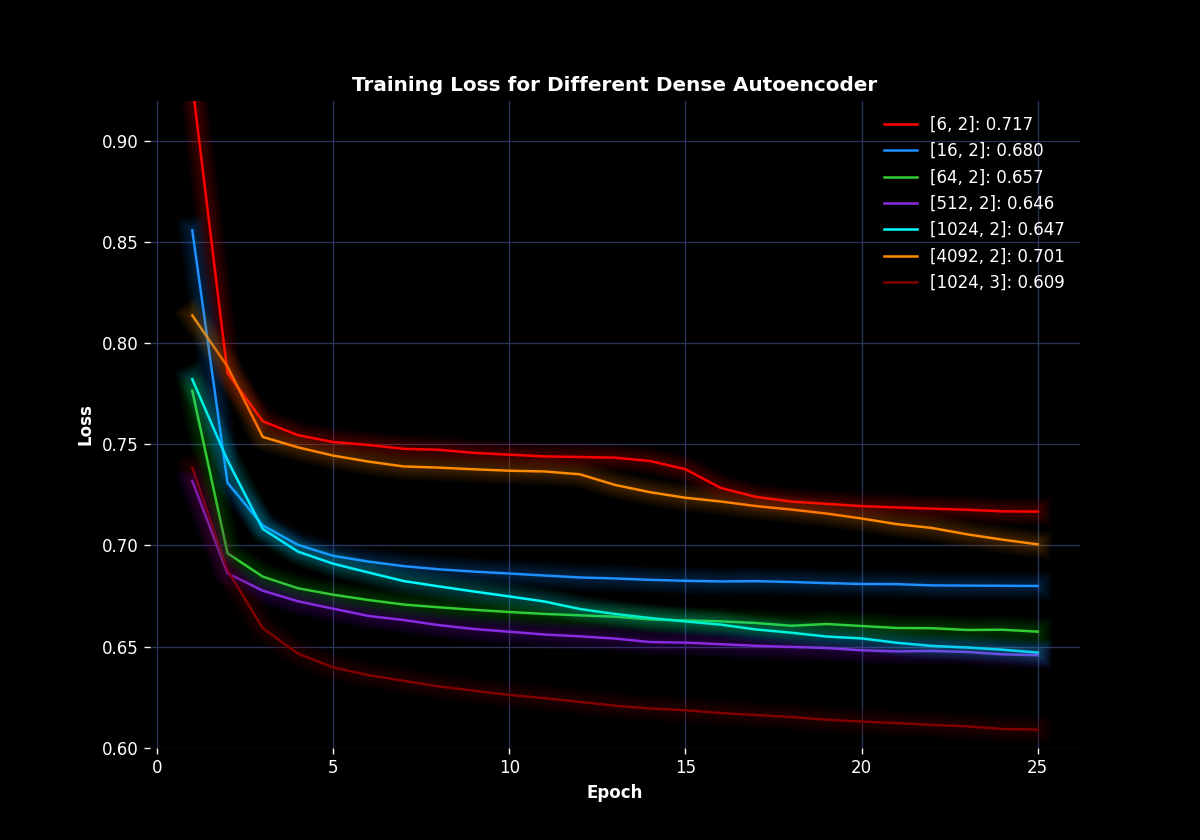 Training Loss for Different Dense Autoencoder
[6, 2]: 0.717
[16, 2]: 0.680
[64, 2]: 0.657
[512, 2]: 0.646
[1024, 2]: 0.647
[4092, 2]: 0.701
[1024, 3]: 0.609
0.90
0.85
0.80
0.75
0.70
0.65
0.60
Loss
0 5 10 15 20 25
Epoch